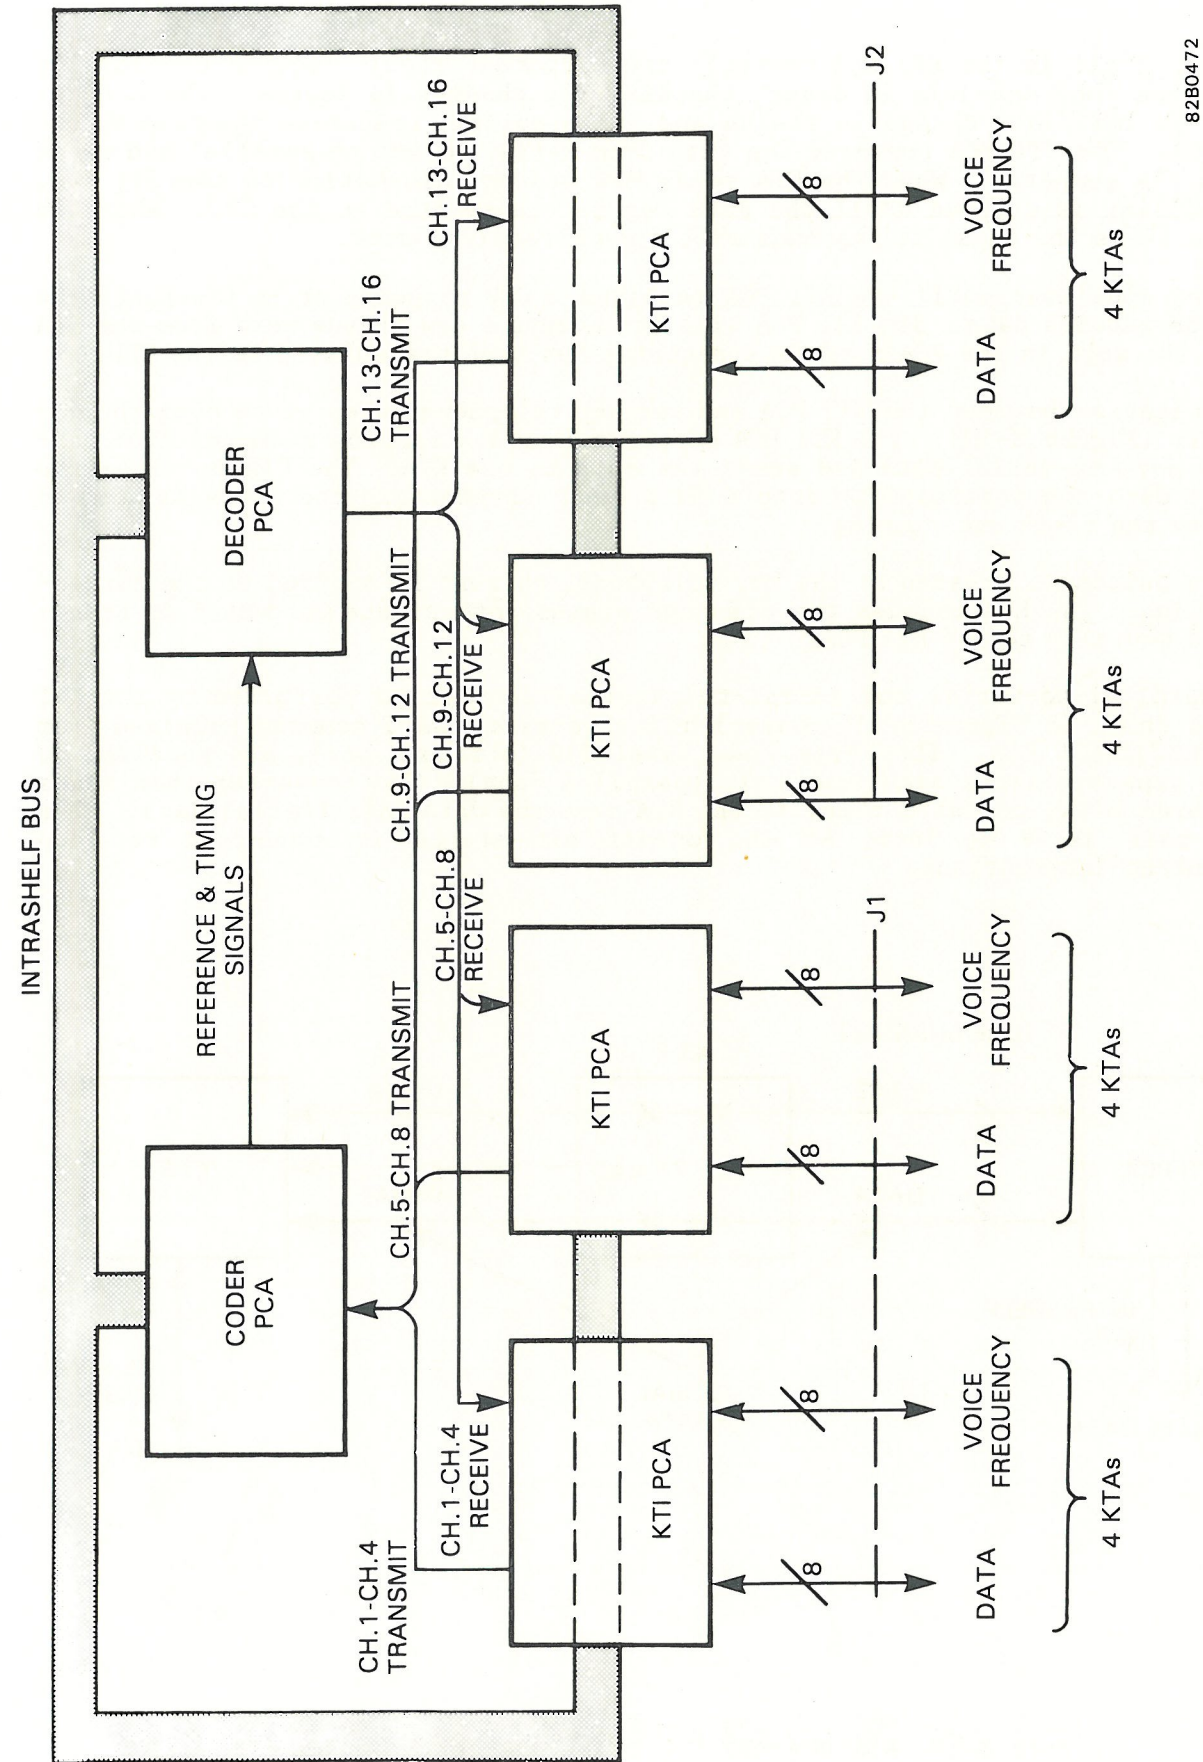 INTRASHELF BUS
CODER
PCA
REFERENCE & TIMING
SIGNALS
DECODER
PCA
CH.1-CH.4
TRANSMIT
CH.5-CH.8 TRANSMIT
CH.9-CH.12 TRANSMIT
CH.13-CH.16
TRANSMIT
CH.1-CH.4
RECEIVE
CH.5-CH.8
RECEIVE
CH.9-CH.12
RECEIVE
CH.13-CH.16
RECEIVE
KTI PCA
KTI PCA
KTI PCA
KTI PCA
8
8
8
8
8
8
8
8
J1
J2
DATA
VOICE
FREQUENCY
DATA
VOICE
FREQUENCY
DATA
VOICE
FREQUENCY
DATA
VOICE
FREQUENCY
4 KTAs
4 KTAs
4 KTAs
4 KTAs
82B0472